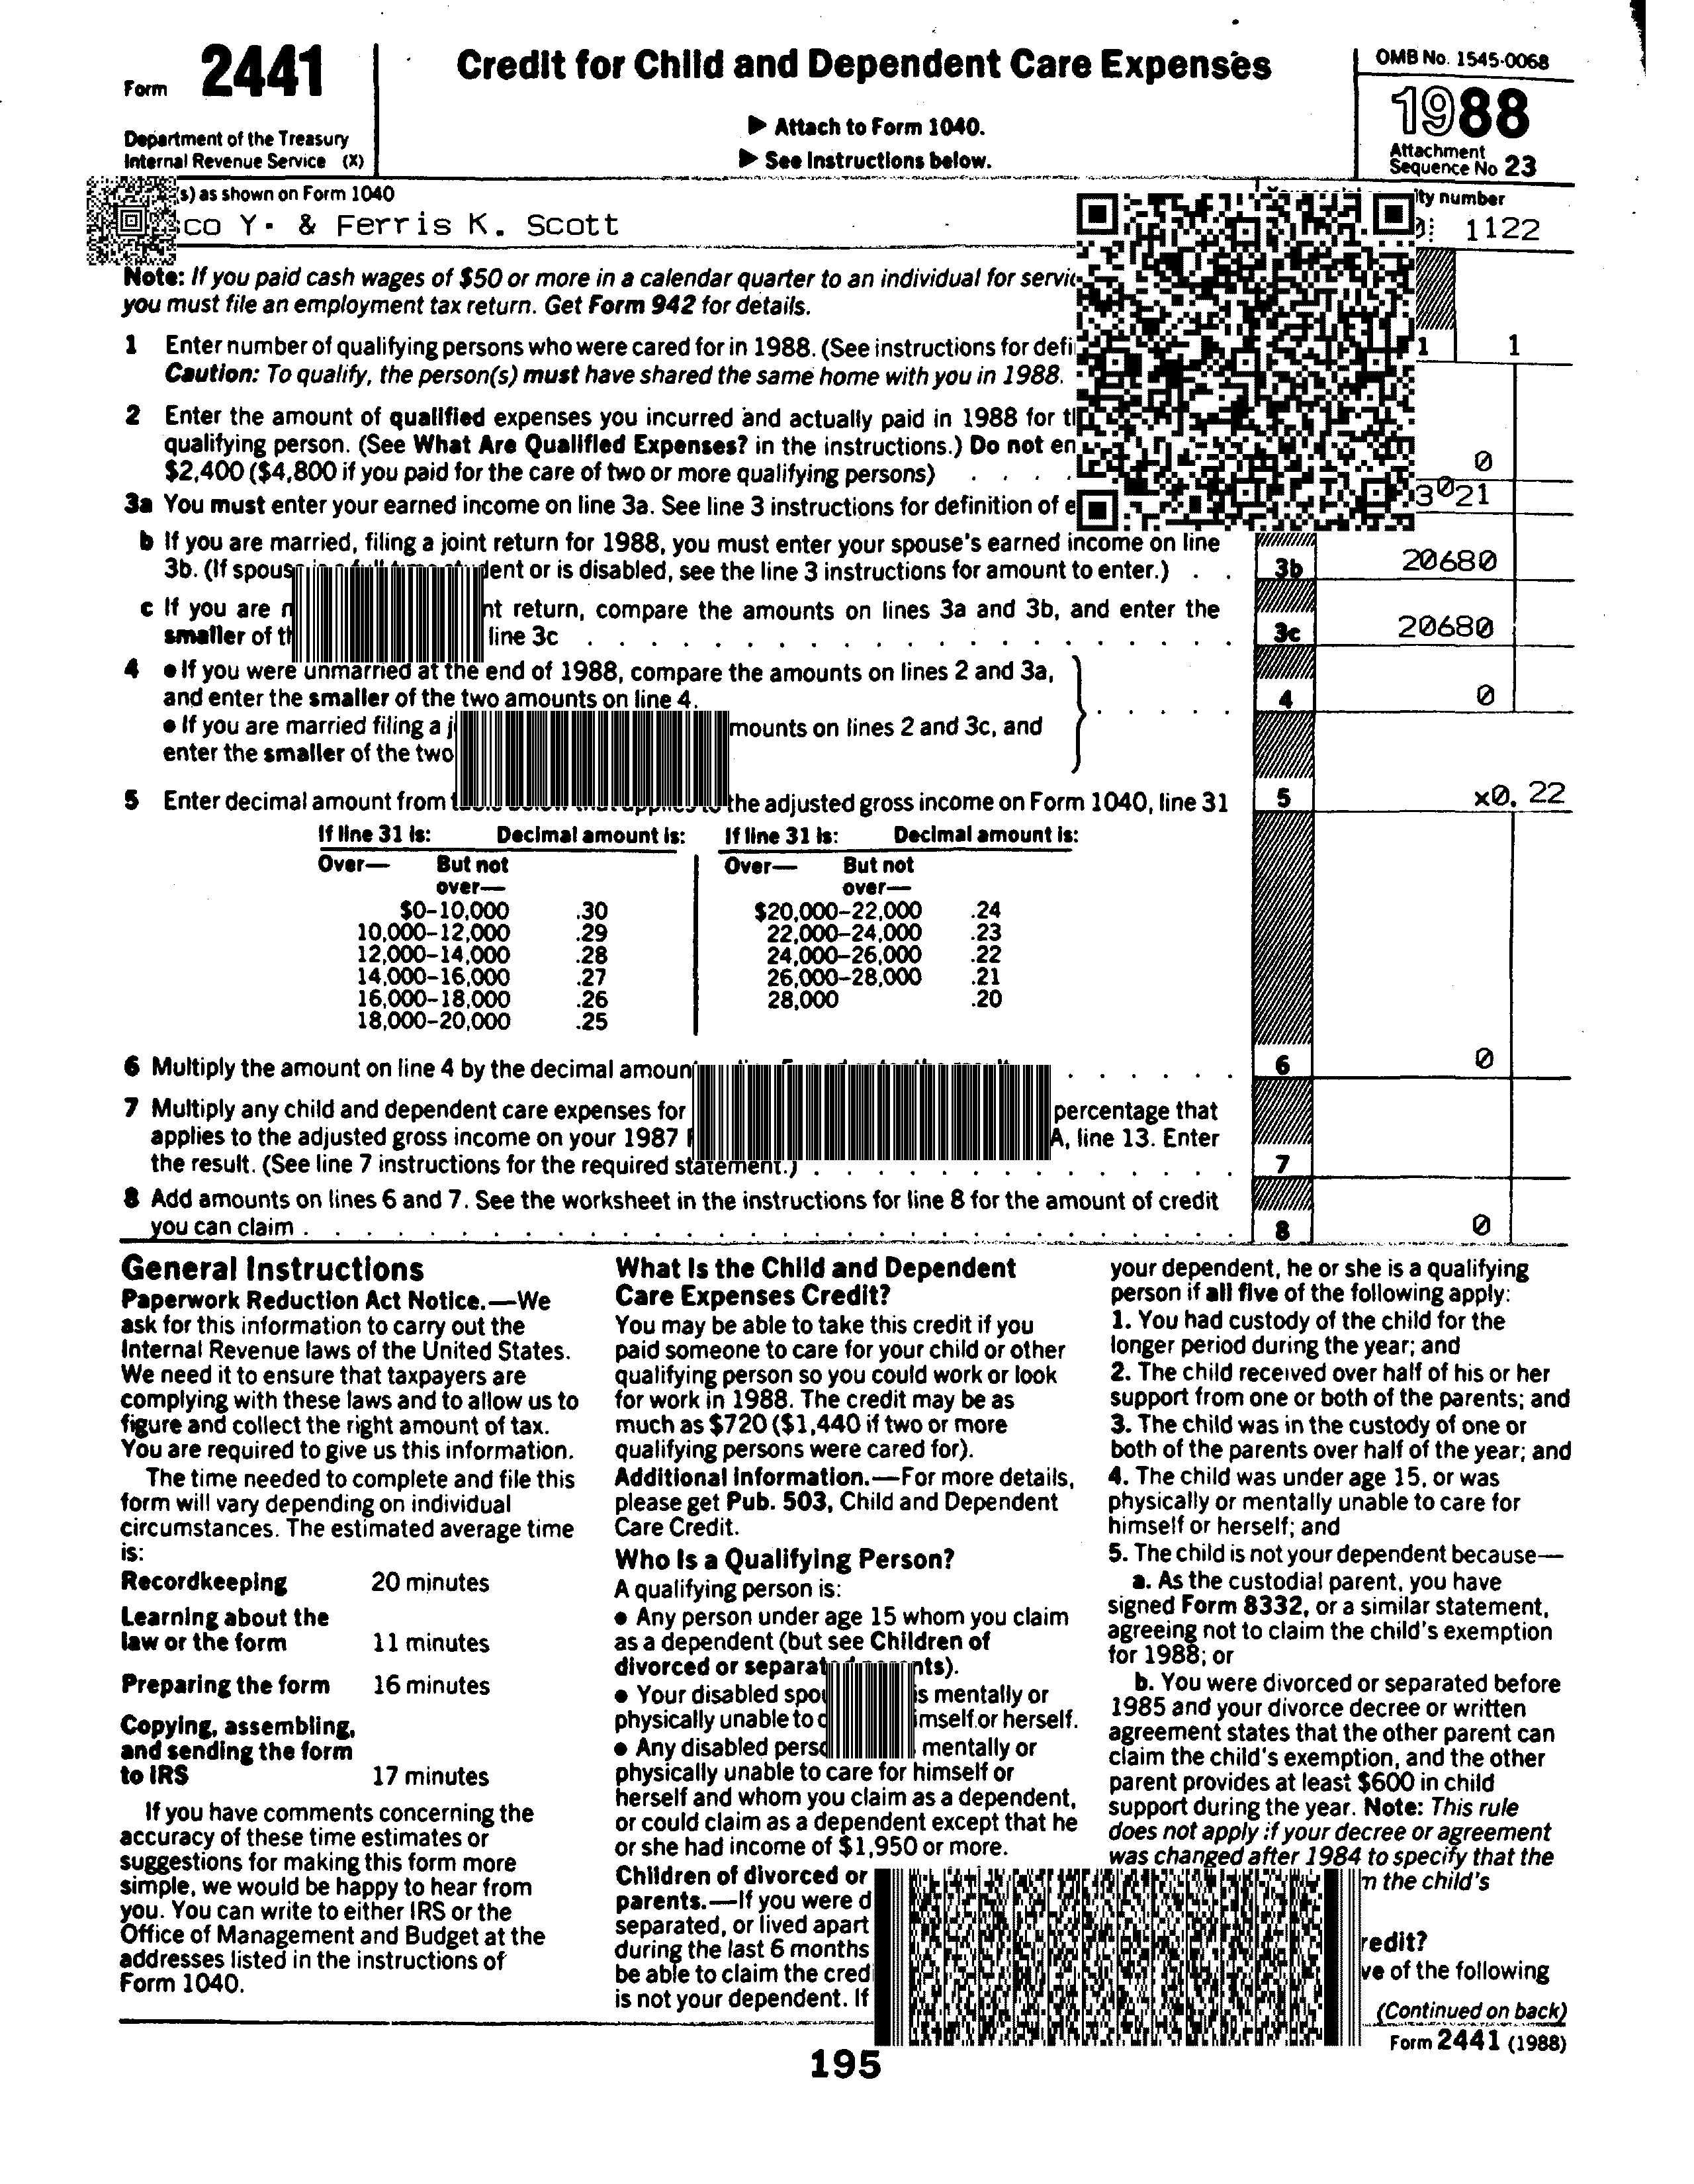 Form 2441
Credit for Child and Dependent Care Expenses
OMB No. 1545-0068
1988
Department of the Treasury
Internal Revenue Service (X)
▶ Attach to Form 1040.
▶ See Instructions below.
Attachment
Sequence No 23
as shown on Form 1040
number
Y. & Ferris K. Scott
1122
Note: If you paid cash wages of $50 or more in a calendar quarter to an individual for
you must file an employment tax return. Get Form 942 for details.
1 Enter number of qualifying persons who were cared for in 1988. (See instructions for
1 1
Caution: To qualify, the person(s) must have shared the same home with you in 1988.
2 Enter the amount of qualified expenses you incurred and actually paid in 1988 for
qualifying person. (See What Are Qualified Expenses? in the instructions.) Do not
$2,400 ($4,800 if you paid for the care of two or more qualifying persons) . . . .
0
3a You must enter your earned income on line 3a. See line 3 instructions for definition of
b If you are married, filing a joint return for 1988, you must enter your spouse's earned income on line
3b. (If dent or is disabled, see the line 3 instructions for amount to enter.) . . 3b 20680
c If you are return, compare the amounts on lines 3a and 3b, and enter the
smaller of line 3c . . . . . . . . . . . . . . . . . . . . 3c 20680
4 ● If you were unmarried at the end of 1988, compare the amounts on lines 2 and 3a,
and enter the smaller of the two amounts on line 4.
. . . . . 4 0
● If you are married filing a amounts on lines 2 and 3c, and
enter the smaller of the two
5 Enter decimal amount from the adjusted gross income on Form 1040, line 31 5 x0. 22
If line 31 is: Decimal amount is: If line 31 is: Decimal amount is:
Over— But not over— Over— But not over—
$0–10,000 .30 $20,000–22,000 .24
10,000–12,000 .29 22,000–24,000 .23
12,000–14,000 .28 24,000–26,000 .22
14,000–16,000 .27 26,000–28,000 .21
16,000–18,000 .26 28,000 .20
18,000–20,000 .25
6 Multiply the amount on line 4 by the decimal . . . . . . 6 0
7 Multiply any child and dependent care expenses for percentage that
applies to the adjusted gross income on your 1987 line 13. Enter
the result. (See line 7 instructions for the required statement.) . . . . . . . . . . . . . . 7
8 Add amounts on lines 6 and 7. See the worksheet in the instructions for line 8 for the amount of credit
you can claim . . . . . . . . . . . . . . . . . . . . . . . . . . . . . . 8 0
General Instructions
Paperwork Reduction Act Notice.—We
ask for this information to carry out the
Internal Revenue laws of the United States.
We need it to ensure that taxpayers are
complying with these laws and to allow us to
figure and collect the right amount of tax.
You are required to give us this information.
The time needed to complete and file this
form will vary depending on individual
circumstances. The estimated average time
is:
Recordkeeping 20 minutes
Learning about the
law or the form 11 minutes
Preparing the form 16 minutes
Copying, assembling,
and sending the form
to IRS 17 minutes
If you have comments concerning the
accuracy of these time estimates or
suggestions for making this form more
simple, we would be happy to hear from
you. You can write to either IRS or the
Office of Management and Budget at the
addresses listed in the instructions of
Form 1040.
What Is the Child and Dependent
Care Expenses Credit?
You may be able to take this credit if you
paid someone to care for your child or other
qualifying person so you could work or look
for work in 1988. The credit may be as
much as $720 ($1,440 if two or more
qualifying persons were cared for).
Additional Information.—For more details,
please get Pub. 503, Child and Dependent
Care Credit.
Who Is a Qualifying Person?
A qualifying person is:
● Any person under age 15 whom you claim
as a dependent (but see Children of
divorced or
● Your disabled is mentally or
physically unable to or herself.
● Any disabled mentally or
physically unable to care for himself or
herself and whom you claim as a dependent,
or could claim as a dependent except that he
or she had income of $1,950 or more.
Children of divorced or
parents.—If you were
separated, or lived apart
during the last 6 months
be able to claim the
is not your dependent. If
your dependent, he or she is a qualifying
person if all five of the following apply:
1. You had custody of the child for the
longer period during the year; and
2. The child received over half of his or her
support from one or both of the parents; and
3. The child was in the custody of one or
both of the parents over half of the year; and
4. The child was under age 15, or was
physically or mentally unable to care for
himself or herself; and
5. The child is not your dependent because—
a. As the custodial parent, you have
signed Form 8332, or a similar statement,
agreeing not to claim the child's exemption
for 1988; or
b. You were divorced or separated before
1985 and your divorce decree or written
agreement states that the other parent can
claim the child's exemption, and the other
parent provides at least $600 in child
support during the year. Note: This rule
does not apply if your decree or agreement
was changed after 1984 to specify that the
the child's
of the following
(Continued on back)
Form 2441 (1988)
195